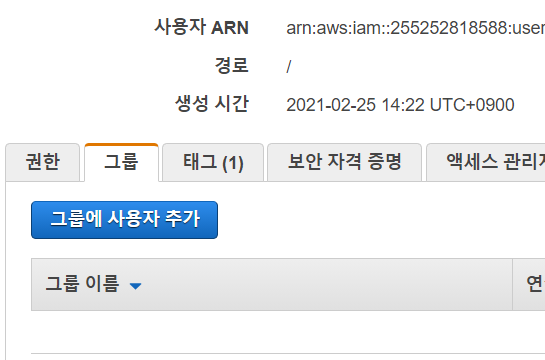 사용자 ARN arn:aws:iam::255252818588:user
경로 /
생성 시간 2021-02-25 14:22 UTC+0900
권한 그룹 태그 (1) 보안 자격 증명 액세스 관리자
그룹에 사용자 추가
그룹 이름 연